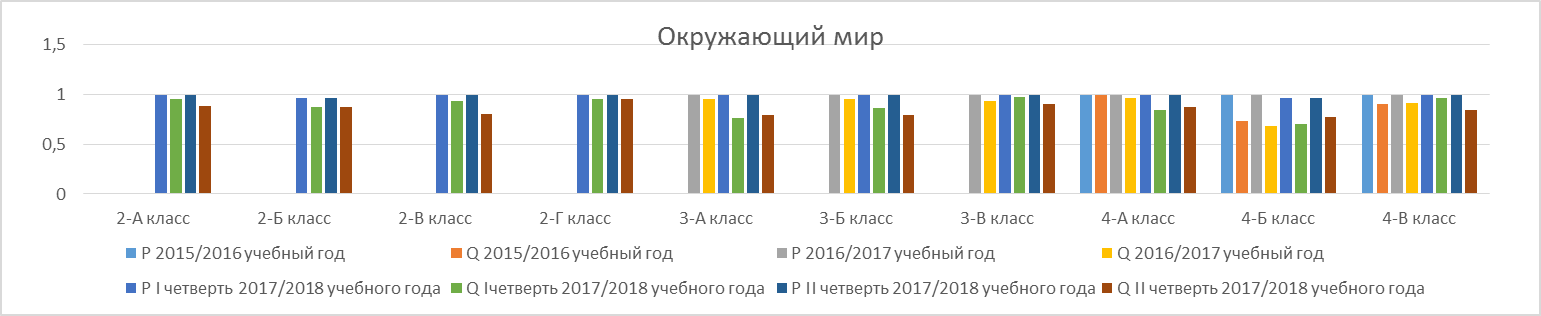 Окружающий мир
1,5
1
0,5
0
2-А класс 2-Б класс 2-В класс 2-Г класс 3-А класс 3-Б класс 3-В класс 4-А класс 4-Б класс 4-В класс
Р 2015/2016 учебный год Q 2015/2016 учебный год Р 2016/2017 учебный год Q 2016/2017 учебный год
Р I четверть 2017/2018 учебного года Q Iчетверть 2017/2018 учебного года Р II четверть 2017/2018 учебного года Q II четверть 2017/2018 учебного года